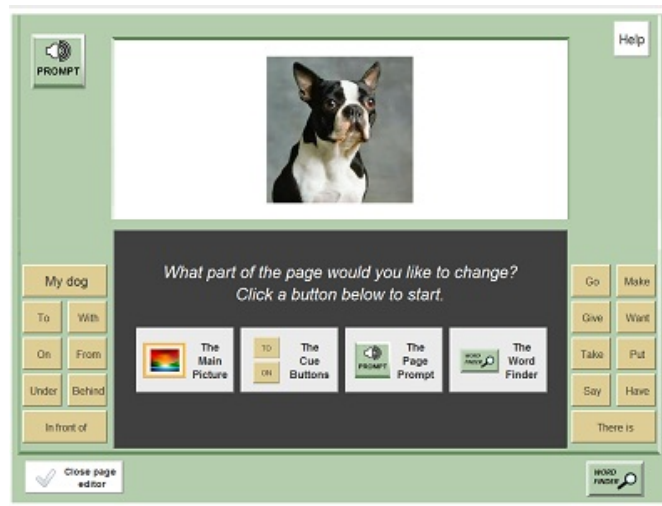 PROMPT
Help
What part of the page would you like to change?
Click a button below to start.
The
Main
Picture
TO
ON
The
Cue
Buttons
PROMPT
The
Page
Prompt
WORD
FINDER
The
Word
Finder
My dog
To
With
On
From
Under
Behind
In front of
Go
Make
Give
Want
Take
Put
Say
Have
There is
Close page
editor
WORD
FINDER